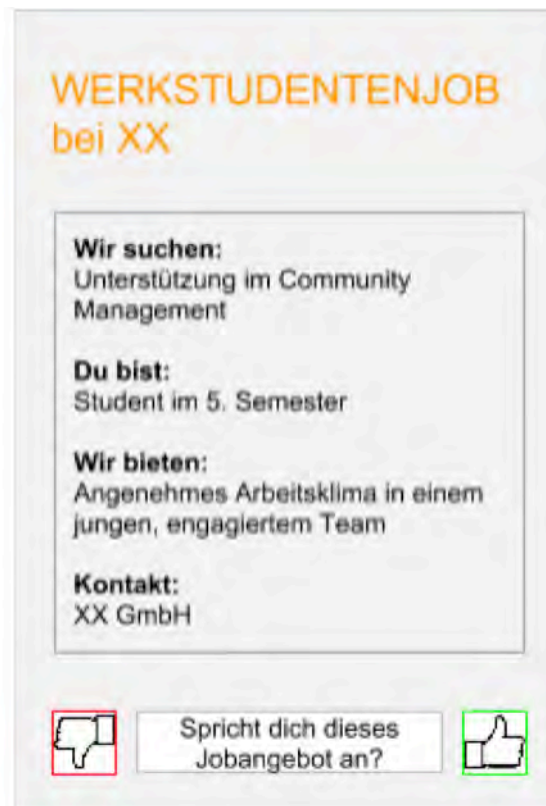 WERKSTUDENTENJOB
bei XX
Wir suchen:
Unterstützung im Community
Management
Du bist:
Student im 5. Semester
Wir bieten:
Angenehmes Arbeitsklima in einem
jungen, engagiertem Team
Kontakt:
XX GmbH
Spricht dich dieses
Jobangebot an?